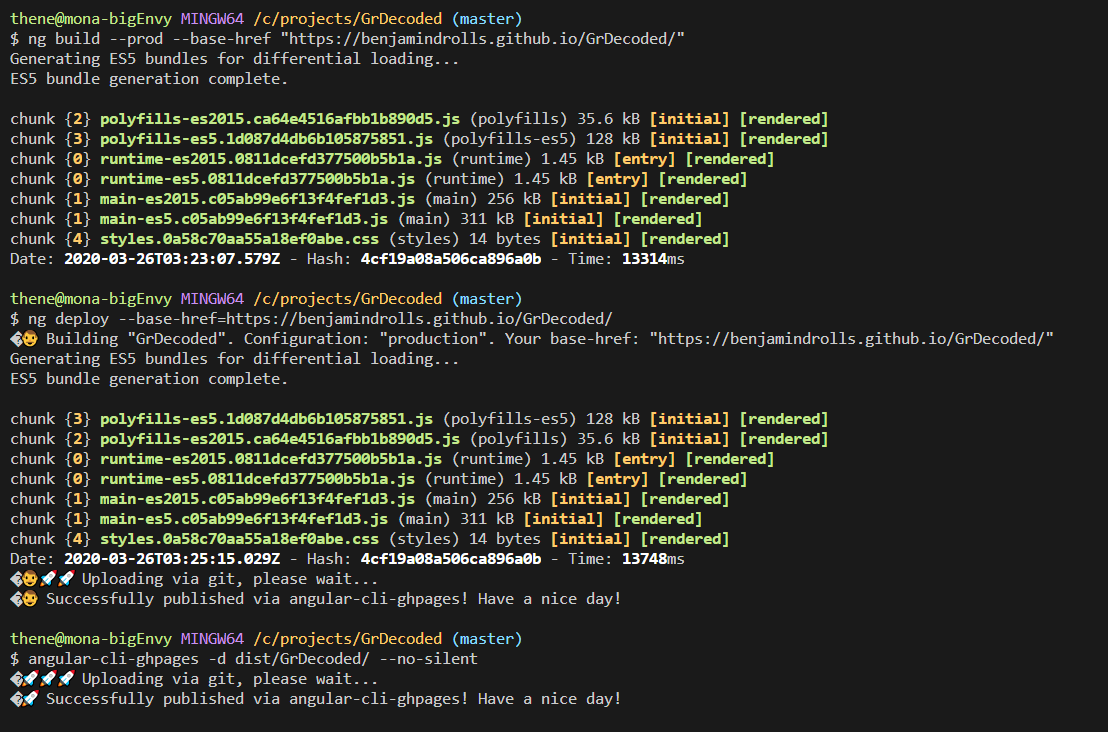 thene@mona-bigEnvy MINGW64 /c/projects/GrDecoded (master)
$ ng build --prod --base-href "https://benjamindrolls.github.io/GrDecoded/"
Generating ES5 bundles for differential loading...
ES5 bundle generation complete.
chunk {2} polyfills-es2015.ca64e4516afbb1b890d5.js (polyfills) 35.6 kB [initial] [rendered]
chunk {3} polyfills-es5.1d087d4db6b105875851.js (polyfills-es5) 128 kB [initial] [rendered]
chunk {0} runtime-es2015.0811dcefd377500b5b1a.js (runtime) 1.45 kB [entry] [rendered]
chunk {0} runtime-es5.0811dcefd377500b5b1a.js (runtime) 1.45 kB [entry] [rendered]
chunk {1} main-es2015.c05ab99e6f13f4fef1d3.js (main) 256 kB [initial] [rendered]
chunk {1} main-es5.c05ab99e6f13f4fef1d3.js (main) 311 kB [initial] [rendered]
chunk {4} styles.0a58c70aa55a18ef0abe.css (styles) 14 bytes [initial] [rendered]
Date: 2020-03-26T03:23:07.579Z - Hash: 4cf19a08a506ca896a0b - Time: 13314ms
thene@mona-bigEnvy MINGW64 /c/projects/GrDecoded (master)
$ ng deploy --base-href=https://benjamindrolls.github.io/GrDecoded/
�👨 Building "GrDecoded". Configuration: "production". Your base-href: "https://benjamindrolls.github.io/GrDecoded/"
Generating ES5 bundles for differential loading...
ES5 bundle generation complete.
chunk {3} polyfills-es5.1d087d4db6b105875851.js (polyfills-es5) 128 kB [initial] [rendered]
chunk {2} polyfills-es2015.ca64e4516afbb1b890d5.js (polyfills) 35.6 kB [initial] [rendered]
chunk {0} runtime-es2015.0811dcefd377500b5b1a.js (runtime) 1.45 kB [entry] [rendered]
chunk {0} runtime-es5.0811dcefd377500b5b1a.js (runtime) 1.45 kB [entry] [rendered]
chunk {1} main-es2015.c05ab99e6f13f4fef1d3.js (main) 256 kB [initial] [rendered]
chunk {1} main-es5.c05ab99e6f13f4fef1d3.js (main) 311 kB [initial] [rendered]
chunk {4} styles.0a58c70aa55a18ef0abe.css (styles) 14 bytes [initial] [rendered]
Date: 2020-03-26T03:25:15.029Z - Hash: 4cf19a08a506ca896a0b - Time: 13748ms
�👨🚀🚀 Uploading via git, please wait...
�👨 Successfully published via angular-cli-ghpages! Have a nice day!
thene@mona-bigEnvy MINGW64 /c/projects/GrDecoded (master)
$ angular-cli-ghpages -d dist/GrDecoded/ --no-silent
�🚀🚀🚀 Uploading via git, please wait...
�🚀 Successfully published via angular-cli-ghpages! Have a nice day!